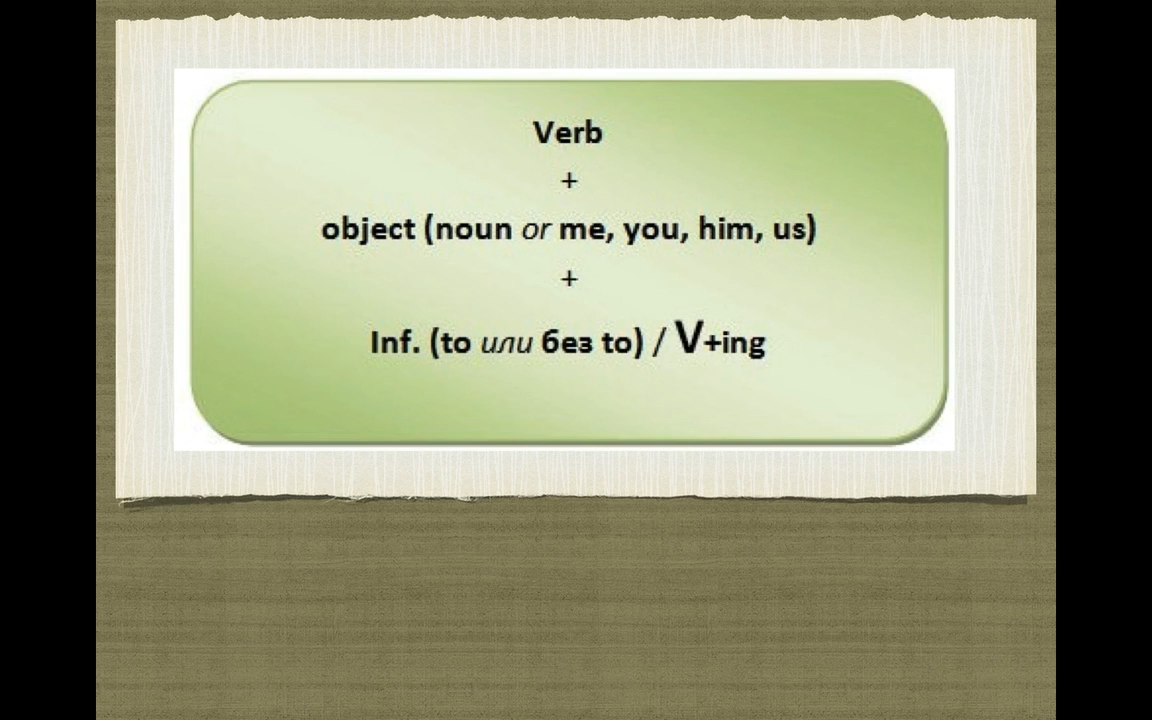 Verb
+
object (noun or me, you, him, us)
+
Inf. (to или без to) / V+ing